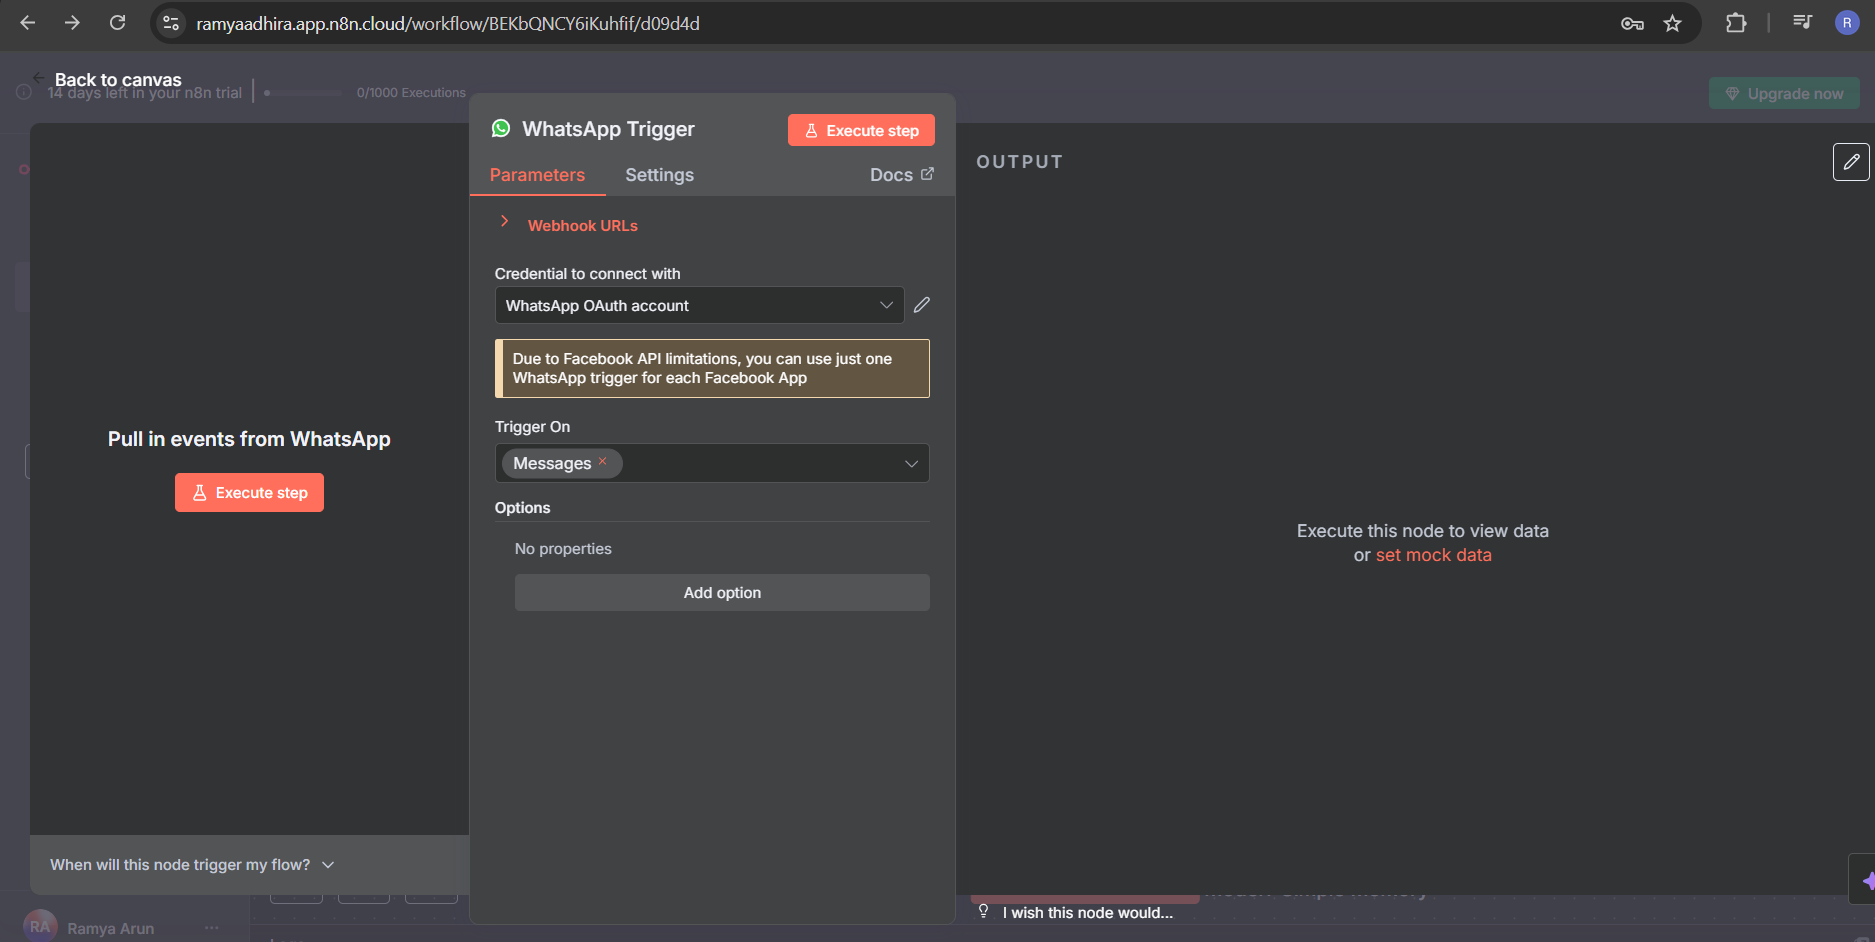 ramyaadhira.app.n8n.cloud/workflow/BEKbQNCY6iKuhfif/d09d4d
R
Back to canvas
14 days left in your n8n trial
0/1000 Executions
Upgrade now
WhatsApp Trigger
Execute step
Parameters
Settings
Docs
OUTPUT
Webhook URLs
Credential to connect with
WhatsApp OAuth account
Due to Facebook API limitations, you can use just one
WhatsApp trigger for each Facebook App
Trigger On
Messages
Options
No properties
Add option
Pull in events from WhatsApp
Execute step
Execute this node to view data
or set mock data
When will this node trigger my flow?
I wish this node would...
RA
Ramya Arun